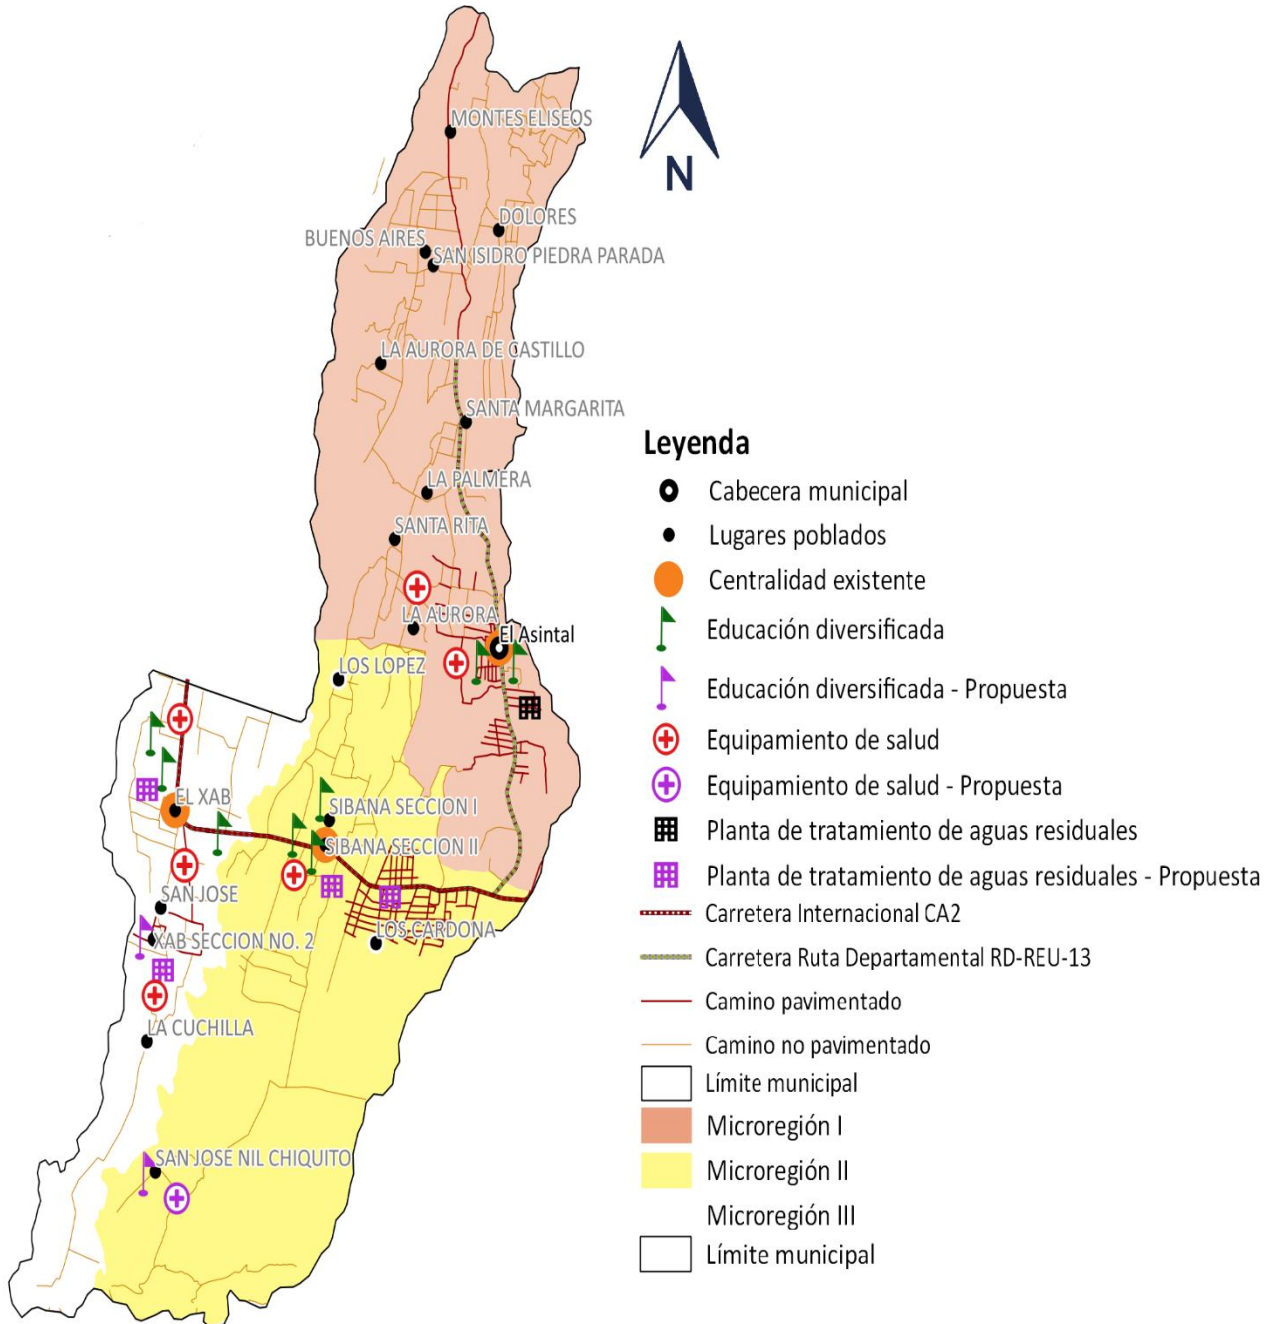 MONTES ELISEOS
N
DOLORES
BUENOS AIRES
SAN ISIDRO PIEDRA PARADA
LA AURORA DE CASTILLO
SANTA MARGARITA
LA PALMERA
SANTA RITA
LA AURORA
El Asintal
LOS LOPEZ
EL XAB
SIBANA SECCION I
SIBANA SECCION II
SAN JOSE
XAB SECCION NO. 2
LOS CARDONA
LA CUCHILLA
SAN JOSE NIL CHIQUITO
Leyenda
Cabecera municipal
Lugares poblados
Centralidad existente
Educación diversificada
Educación diversificada - Propuesta
Equipamiento de salud
Equipamiento de salud - Propuesta
Planta de tratamiento de aguas residuales
Planta de tratamiento de aguas residuales - Propuesta
Carretera Internacional CA2
Carretera Ruta Departamental RD-REU-13
Camino pavimentado
Camino no pavimentado
Límite municipal
Microregión I
Microregión II
Microregión III
Límite municipal